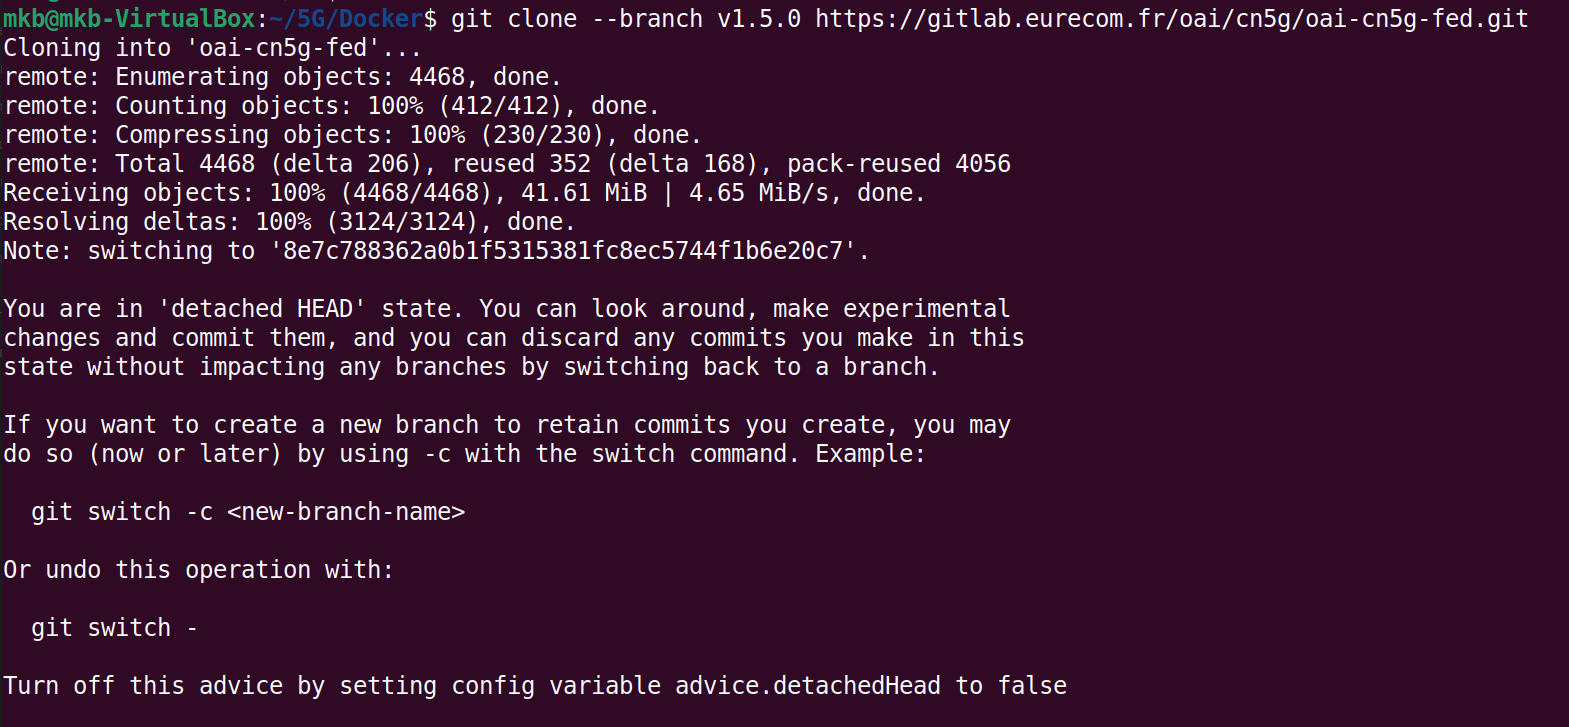 mkb@mkb-VirtualBox:~/5G/Docker$ git clone --branch v1.5.0 https://gitlab.eurecom.fr/oai/cn5g/oai-cn5g-fed.git
Cloning into 'oai-cn5g-fed'...
remote: Enumerating objects: 4468, done.
remote: Counting objects: 100% (412/412), done.
remote: Compressing objects: 100% (230/230), done.
remote: Total 4468 (delta 206), reused 352 (delta 168), pack-reused 4056
Receiving objects: 100% (4468/4468), 41.61 MiB | 4.65 MiB/s, done.
Resolving deltas: 100% (3124/3124), done.
Note: switching to '8e7c788362a0b1f5315381fc8ec5744f1b6e20c7'.

You are in 'detached HEAD' state. You can look around, make experimental
changes and commit them, and you can discard any commits you make in this
state without impacting any branches by switching back to a branch.

If you want to create a new branch to retain commits you create, you may
do so (now or later) by using -c with the switch command. Example:

  git switch -c <new-branch-name>

Or undo this operation with:

  git switch -

Turn off this advice by setting config variable advice.detachedHead to false